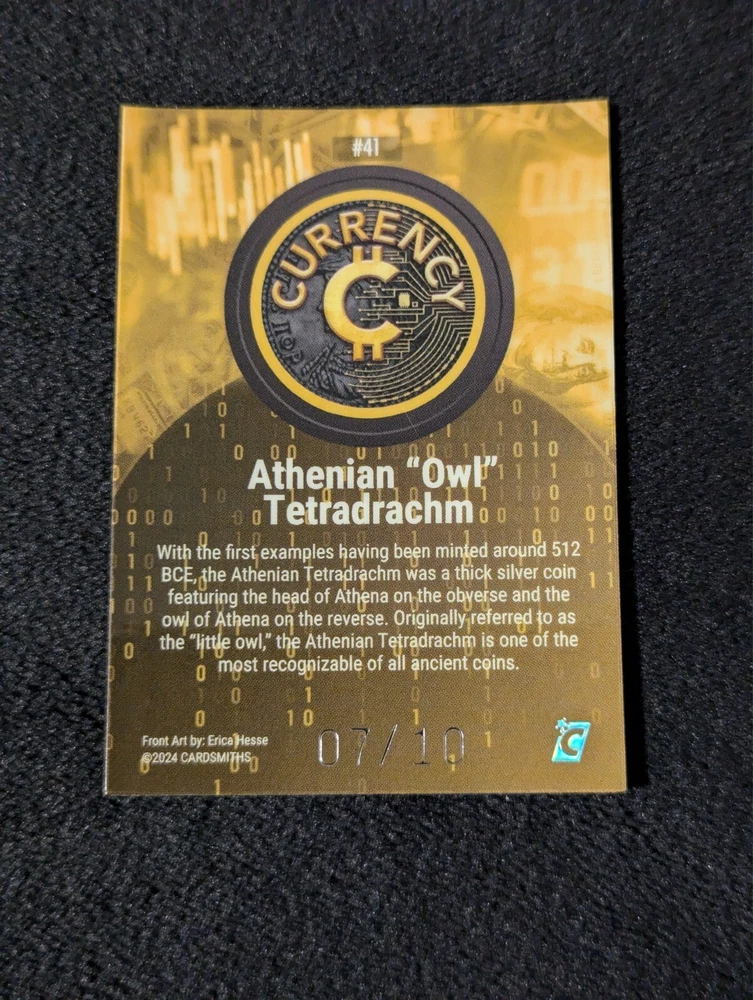 #41
CURRENCY
Athenian “Owl”
Tetradrachm
With the first examples having been minted around 512
BCE, the Athenian Tetradrachm was a thick silver coin
featuring the head of Athena on the obverse and the
owl of Athena on the reverse. Originally referred to as
the “little owl,” the Athenian Tetradrachm is one of the
most recognizable of all ancient coins.
Front Art by: Erica Hesse
©2024 CARDSMITHS
07/10
C